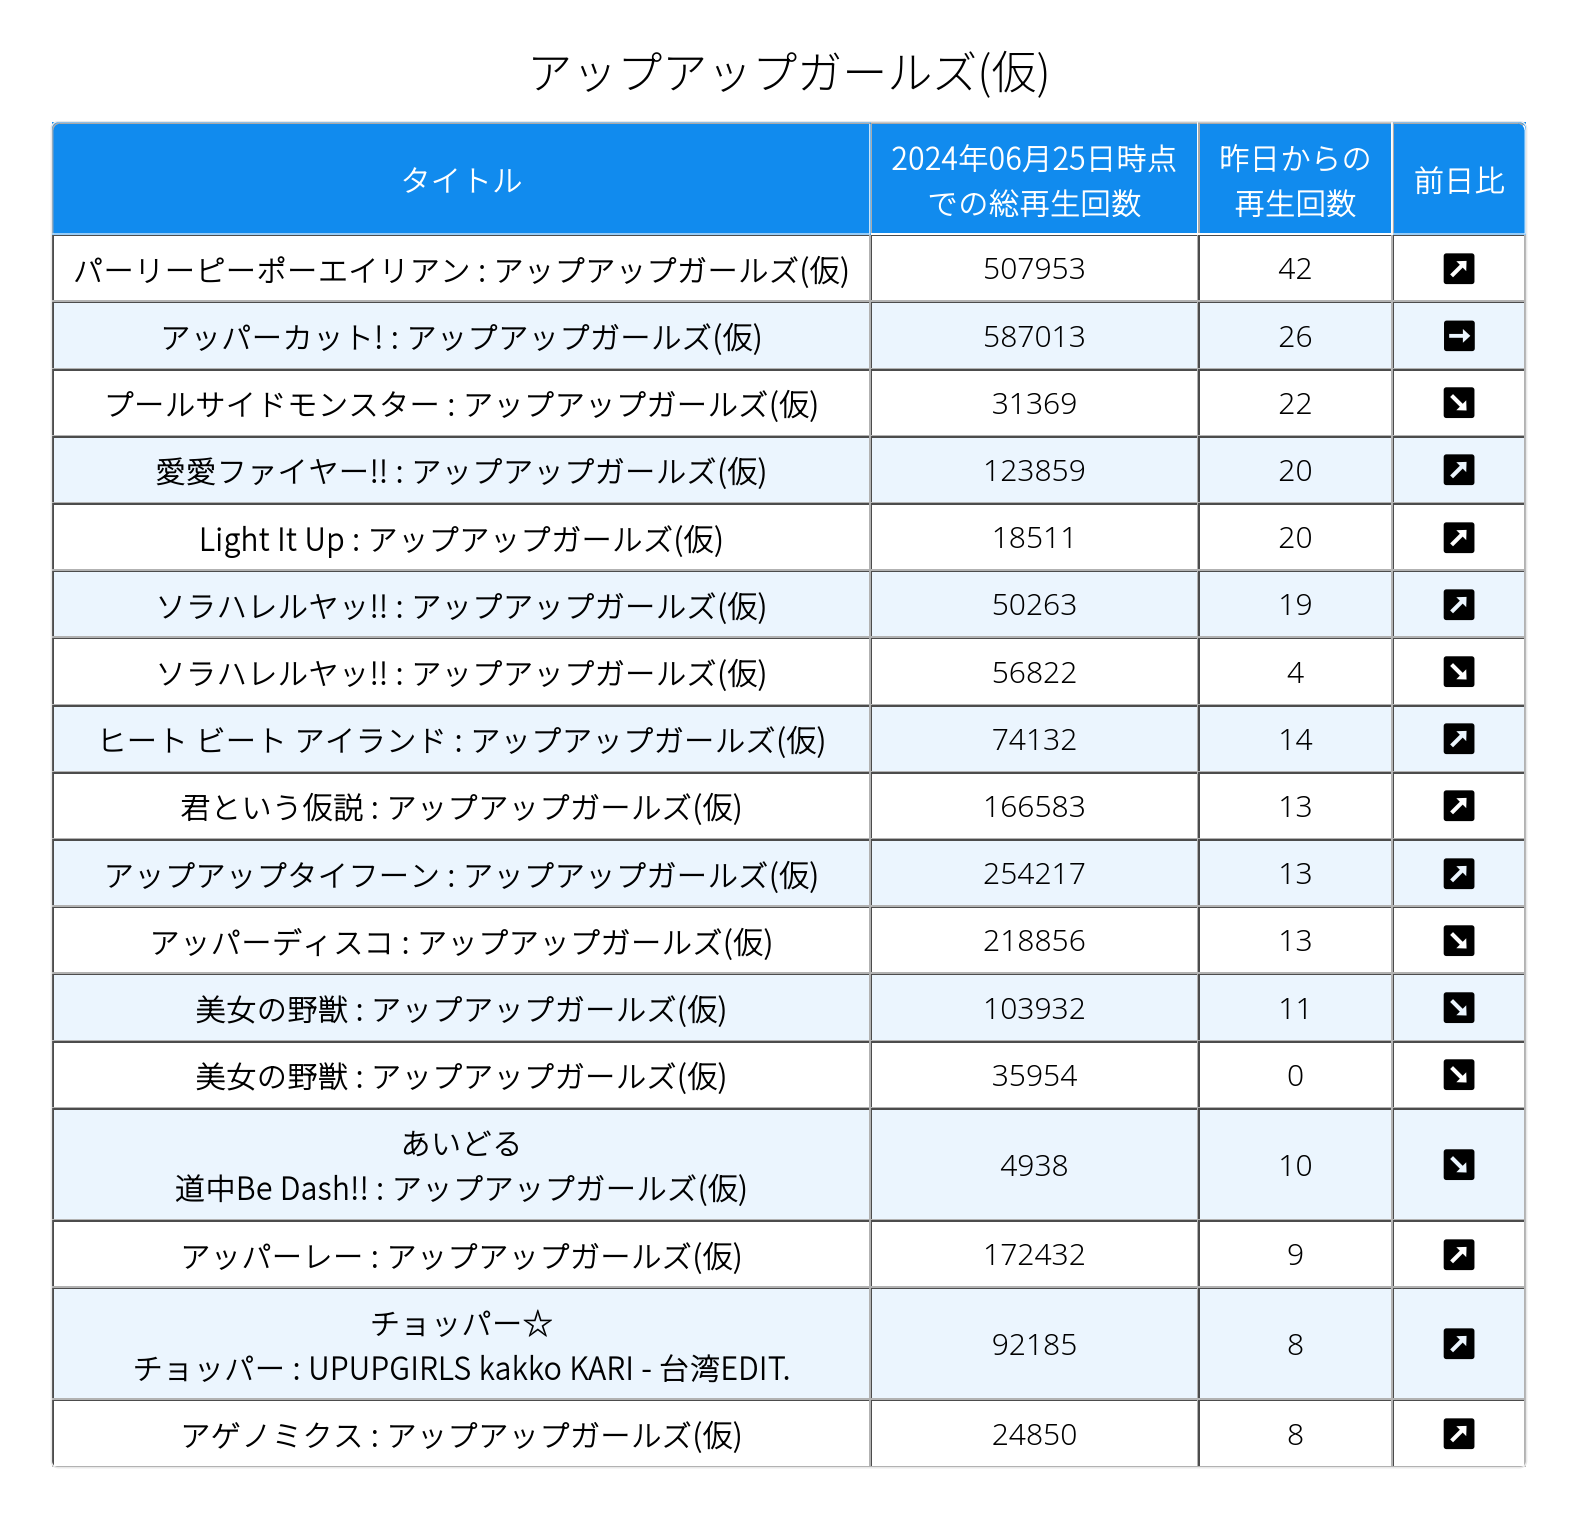 アップアップガールズ(仮)
タイトル
2024年06月25日時点
での総再生回数
昨日からの
再生回数
前日比
パーリーピーポーエイリアン : アップアップガールズ(仮) 507953 42
アッパーカット! : アップアップガールズ(仮) 587013 26
プールサイドモンスター : アップアップガールズ(仮) 31369 22
愛愛ファイヤー!! : アップアップガールズ(仮) 123859 20
Light It Up : アップアップガールズ(仮) 18511 20
ソラハレルヤッ!! : アップアップガールズ(仮) 50263 19
ソラハレルヤッ!! : アップアップガールズ(仮) 56822 4
ヒート ビート アイランド : アップアップガールズ(仮) 74132 14
君という仮説 : アップアップガールズ(仮) 166583 13
アップアップタイフーン : アップアップガールズ(仮) 254217 13
アッパーディスコ : アップアップガールズ(仮) 218856 13
美女の野獣 : アップアップガールズ(仮) 103932 11
美女の野獣 : アップアップガールズ(仮) 35954 0
あいどる
道中Be Dash!! : アップアップガールズ(仮) 4938 10
アッパーレー : アップアップガールズ(仮) 172432 9
チョッパー☆
チョッパー : UPUPGIRLS kakko KARI - 台湾EDIT. 92185 8
アゲノミクス : アップアップガールズ(仮) 24850 8